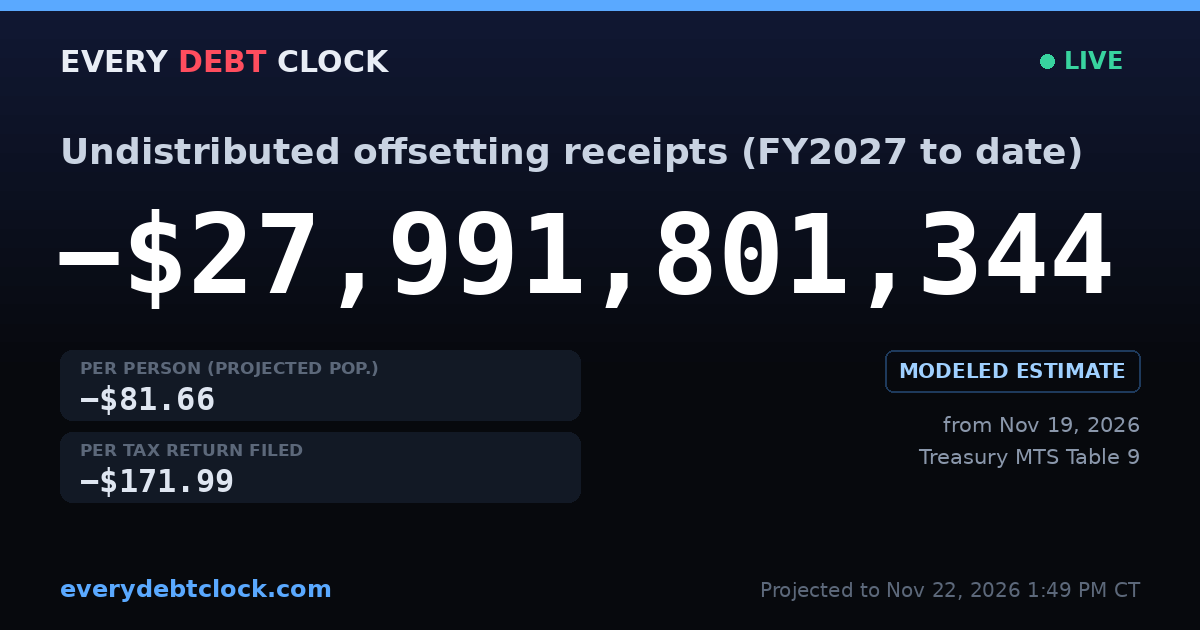 EVERY DEBT CLOCK
LIVE
Undistributed offsetting receipts (FY2027 to date)
−$27,991,801,344
PER PERSON (PROJECTED POP.)
−$81.66
PER TAX RETURN FILED
−$171.99
MODELED ESTIMATE
from Nov 19, 2026
Treasury MTS Table 9
everydebtclock.com
Projected to Nov 22, 2026 1:49 PM CT